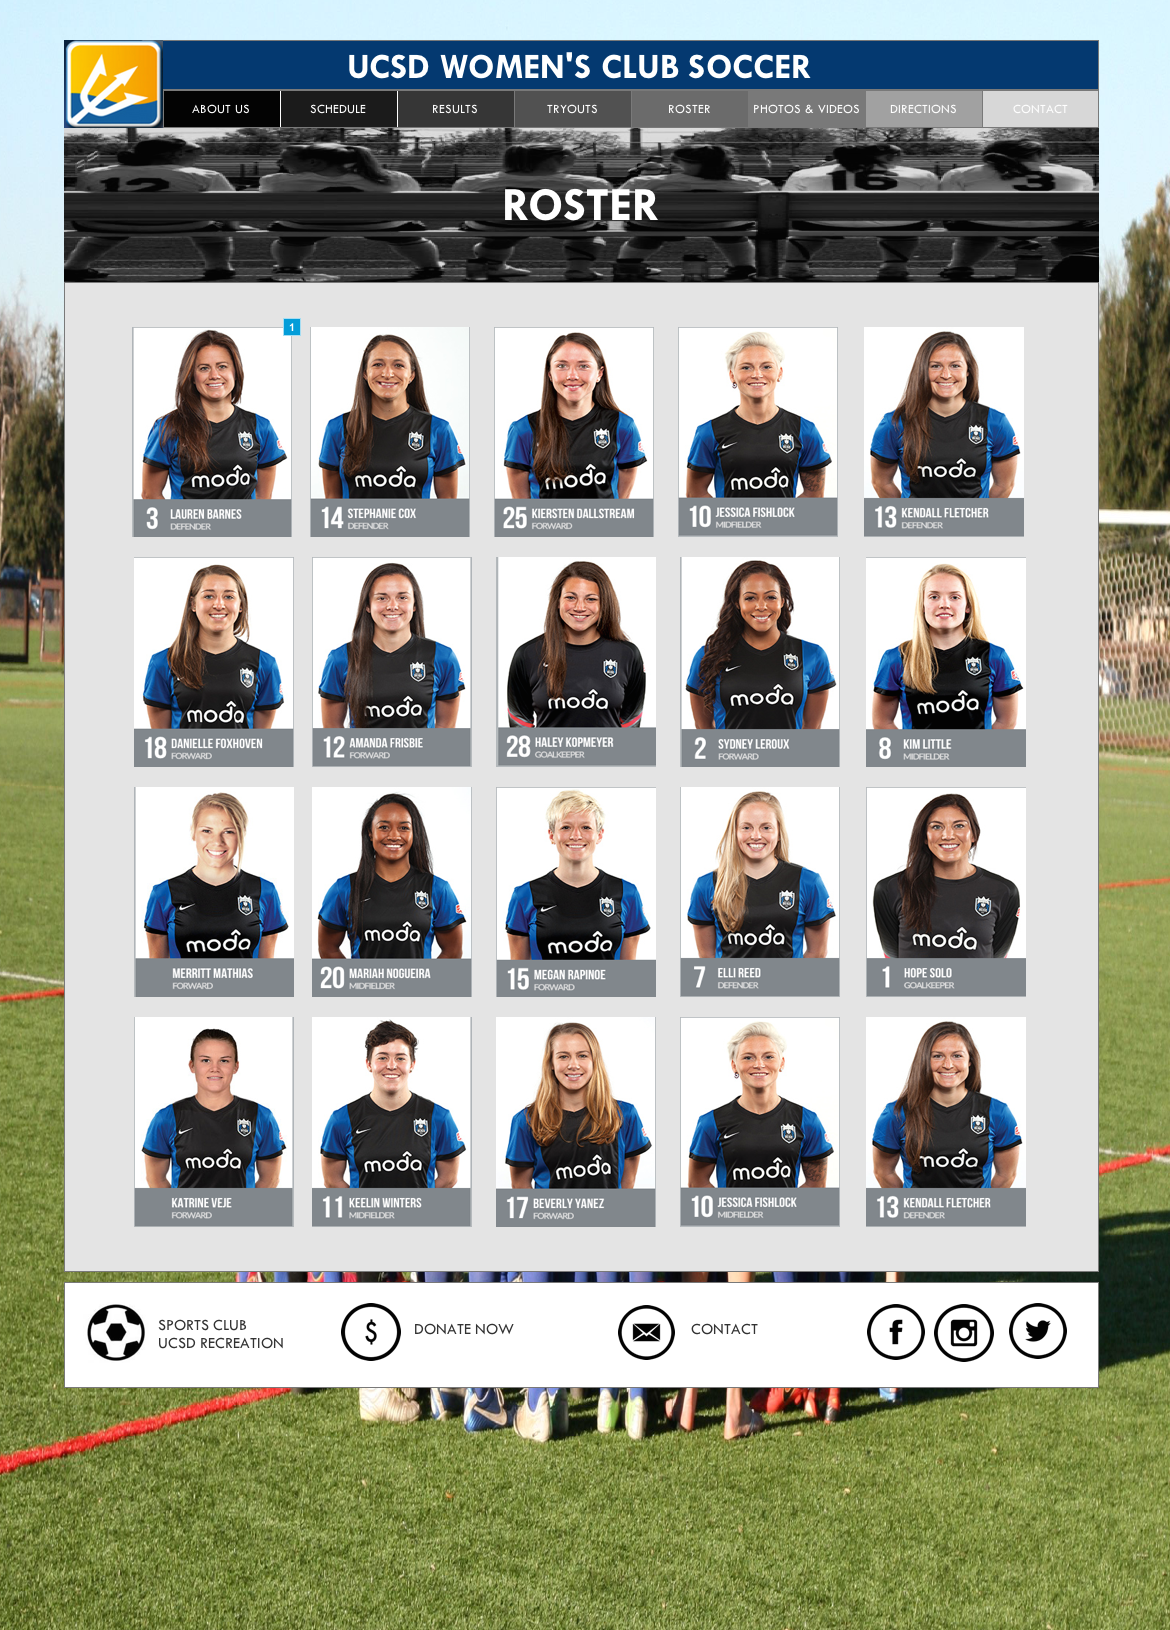 UCSD WOMEN'S CLUB SOCCER
ABOUT US
SCHEDULE
RESULTS
TRYOUTS
ROSTER
PHOTOS & VIDEOS
DIRECTIONS
CONTACT
12
16
3
ROSTER
1
moda
moda
moda
moda
moda
3 LAUREN BARNES
DEFENDER
14 STEPHANIE COX
DEFENDER
25 KIERSTEN DALLSTREAM
FORWARD
10 JESSICA FISHLOCK
MIDFIELDER
13 KENDALL FLETCHER
DEFENDER
moda
moda
moda
moda
moda
18 DANIELLE FOXHOVEN
FORWARD
12 AMANDA FRISBIE
FORWARD
28 HALEY KOPMEYER
GOALKEEPER
2 SYDNEY LEROUX
FORWARD
8 KIM LITTLE
MIDFIELDER
moda
moda
moda
moda
moda
MERRITT MATHIAS
FORWARD
20 MARIAH NOGUEIRA
MIDFIELDER
15 MEGAN RAPINOE
FORWARD
7 ELLI REED
DEFENDER
1 HOPE SOLO
GOALKEEPER
moda
moda
moda
moda
moda
KATRINE VEJE
FORWARD
11 KEELIN WINTERS
MIDFIELDER
17 BEVERLY YANEZ
FORWARD
10 JESSICA FISHLOCK
MIDFIELDER
13 KENDALL FLETCHER
DEFENDER
SPORTS CLUB
UCSD RECREATION
$
DONATE NOW
CONTACT
f